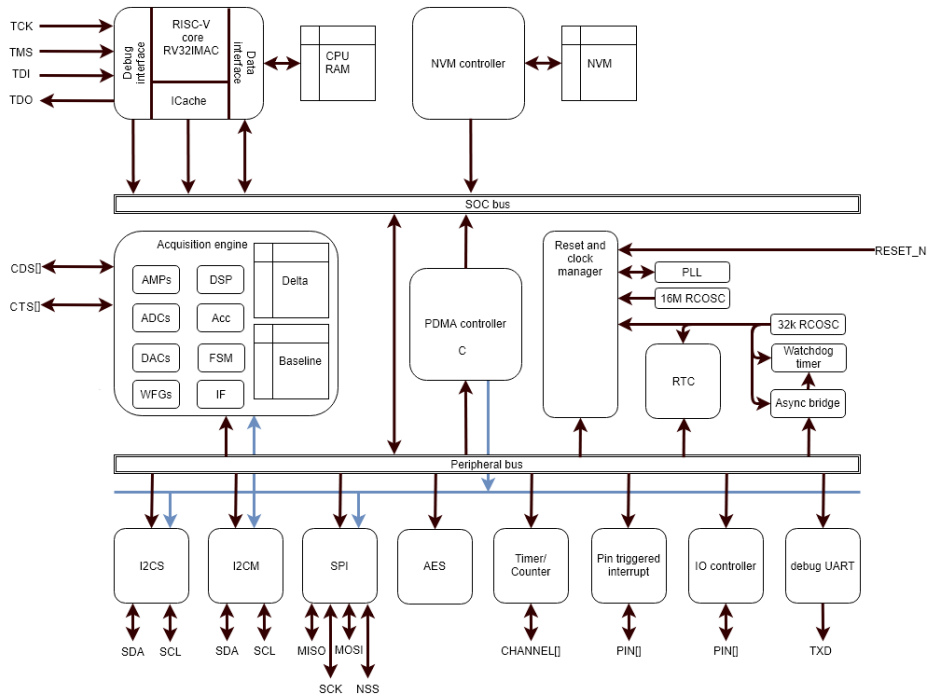 TCK
TMS
TDI
TDO
Debug
interface
RISC-V
core
RV32IMAC
ICache
Data
interface
CPU
RAM
NVM controller
NVM
SOC bus
CDS[]
CTS[]
Acquisition engine
AMPs
DSP
ADCs
Acc
DACs
FSM
WFGs
IF
Delta
Baseline
PDMA controller
C
Reset and
clock
manager
RESET_N
PLL
16M RCOSC
32k RCOSC
RTC
Watchdog
timer
Async bridge
Peripheral bus
I2CS
I2CM
SPI
AES
Timer/
Counter
Pin triggered
interrupt
IO controller
debug UART
SDA
SCL
SDA
SCL
MISO
MOSI
SCK
NSS
CHANNEL[]
PIN[]
PIN[]
TXD